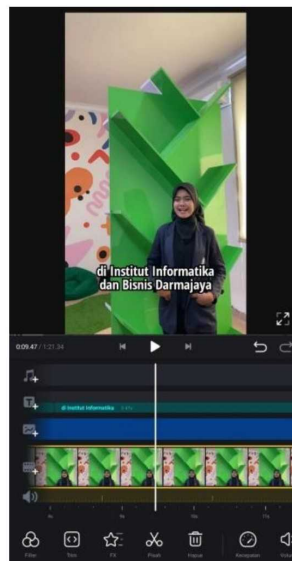 di Institut Informatika
dan Bisnis Darmajaya
0:09.47 / 1:21.34
di Institut Informatika
Filter
Trim
FX
Pisah
Hapus
Kecepatan